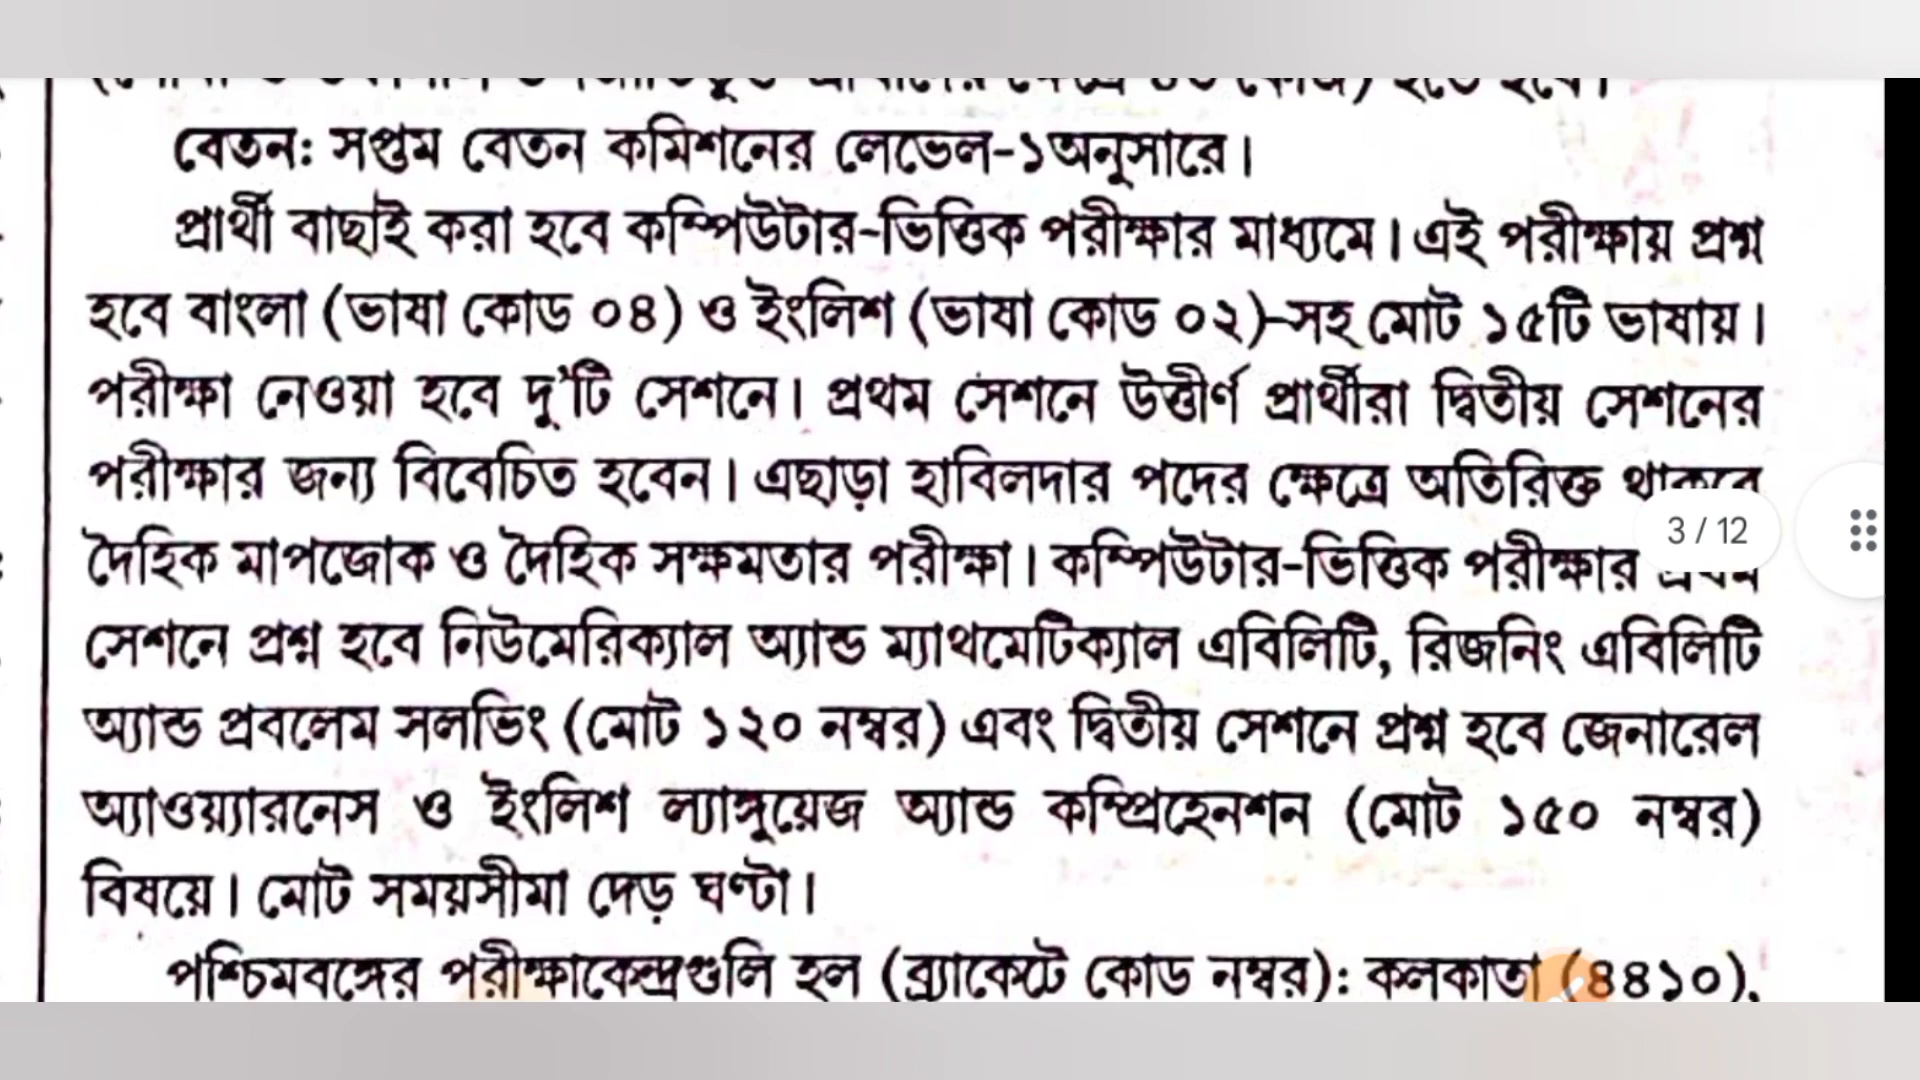 বেতন: সপ্তম বেতন কমিশনের লেভেল-১অনুসারে।
প্রার্থী বাছাই করা হবে কম্পিউটার-ভিত্তিক পরীক্ষার মাধ্যমে। এই পরীক্ষায় প্রশ্ন
হবে বাংলা (ভাষা কোড ০৪) ও ইংলিশ (ভাষা কোড ০২)-সহ মোট ১৫টি ভাষায়।
পরীক্ষা নেওয়া হবে দু'টি সেশনে। প্রথম সেশনে উত্তীর্ণ প্রার্থীরা দ্বিতীয় সেশনের
পরীক্ষার জন্য বিবেচিত হবেন। এছাড়া হাবিলদার পদের ক্ষেত্রে অতিরিক্ত থাকবে
3 / 12
দৈহিক মাপজোক ও দৈহিক সক্ষমতার পরীক্ষা। কম্পিউটার-ভিত্তিক পরীক্ষার প্রথম
সেশনে প্রশ্ন হবে নিউমেরিক্যাল অ্যান্ড ম্যাথমেটিক্যাল এবিলিটি, রিজনিং এবিলিটি
অ্যান্ড প্রবলেম সলভিং (মোট ১২০ নম্বর) এবং দ্বিতীয় সেশনে প্রশ্ন হবে জেনারেল
অ্যাওয়্যারনেস ও ইংলিশ ল্যাঙ্গুয়েজ অ্যান্ড কম্প্রিহেনশন (মোট ১৫০ নম্বর)
বিষয়ে। মোট সময়সীমা দেড় ঘণ্টা।
পশ্চিমবঙ্গের পরীক্ষাকেন্দ্রগুলি হল (ব্র্যাকেটে কোড নম্বর): কলকাতা (৪৪১০),